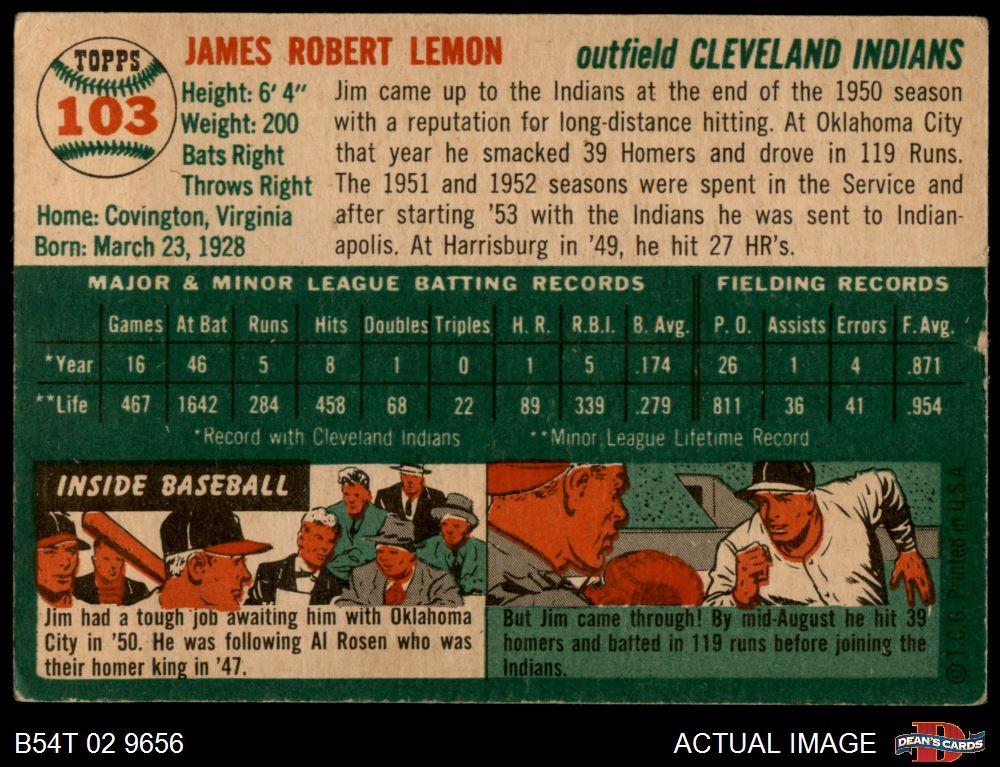 TOPPS
103
JAMES ROBERT LEMON
outfield CLEVELAND INDIANS
Height: 6' 4"
Weight: 200
Bats Right
Throws Right
Home: Covington, Virginia
Born: March 23, 1928
Jim came up to the Indians at the end of the 1950 season
with a reputation for long-distance hitting. At Oklahoma City
that year he smacked 39 Homers and drove in 119 Runs.
The 1951 and 1952 seasons were spent in the Service and
after starting '53 with the Indians he was sent to Indian-
apolis. At Harrisburg in '49, he hit 27 HR's.
MAJOR & MINOR LEAGUE BATTING RECORDS FIELDING RECORDS
Games At Bat Runs Hits Doubles Triples H. R. R.B.I. B. Avg. P. O. Assists Errors F. Avg.
*Year 16 46 5 8 1 0 1 5 .174 26 1 4 .871
**Life 467 1642 284 458 68 22 89 339 .279 811 36 41 .954
*Record with Cleveland Indians **Minor League Lifetime Record
INSIDE BASEBALL
Jim had a tough job awaiting him with Oklahoma
City in '50. He was following Al Rosen who was
their homer king in '47.
But Jim came through! By mid-August he hit 39
homers and batted in 119 runs before joining the
Indians.
© T. C. G. Printed in U.S.A.
B54T 02 9656
ACTUAL IMAGE
DEAN'S CARDS